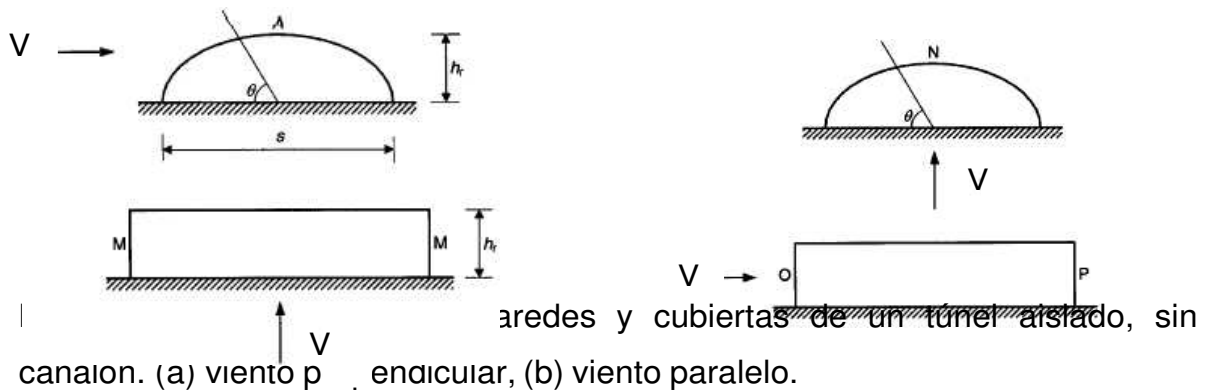 V
A
θ
hᵣ
s
M
M
hᵣ
V
N
θ
V
V
O
P
aredes y cubiertas de un túnel aislado, sin
canalón. (a) viento p endicular, (b) viento paralelo.